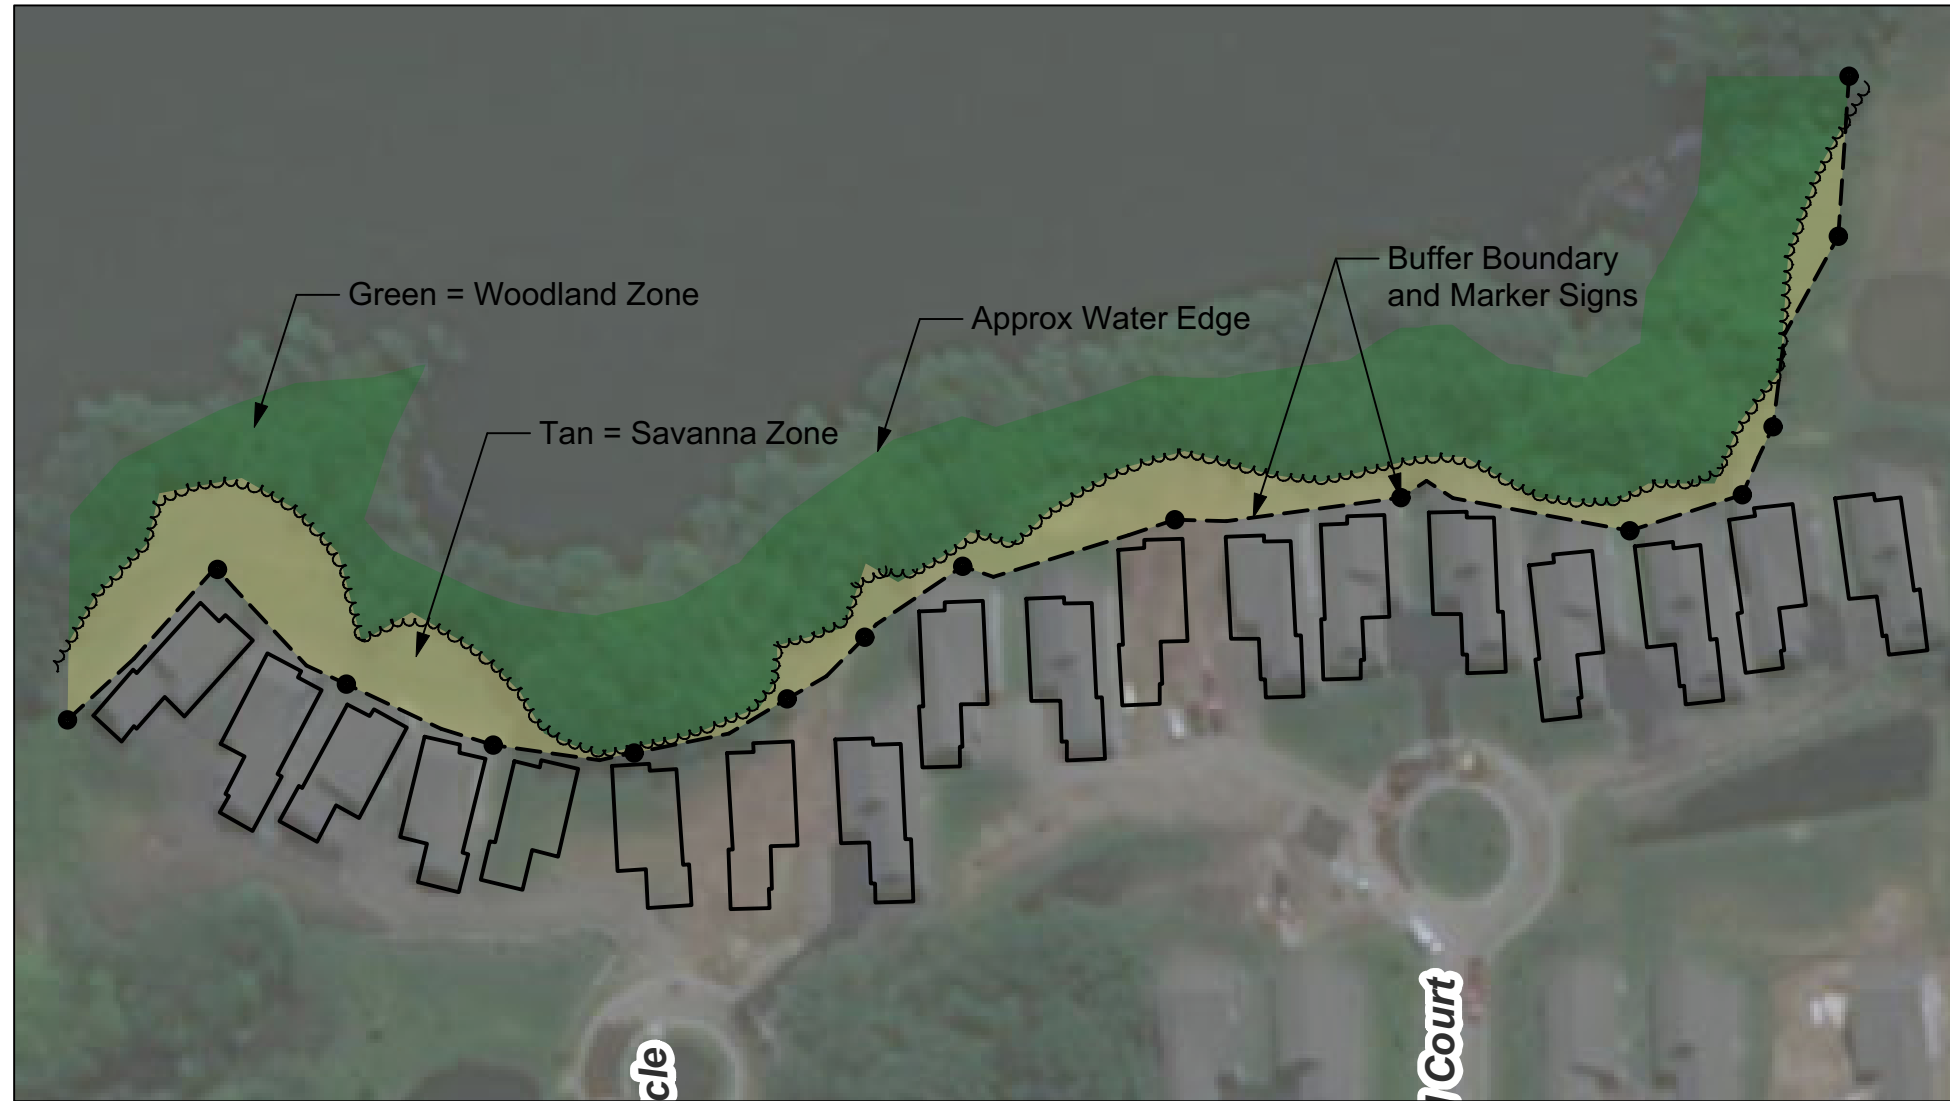 Buffer Boundary
and Marker Signs
Green = Woodland Zone
Approx Water Edge
Tan = Savanna Zone
Court
cle